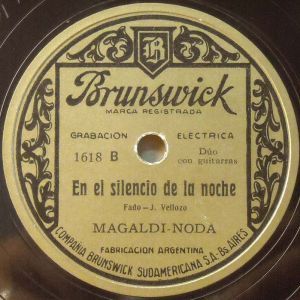 B
Brunswick
MARCA REGISTRADA
GRABACION ELECTRICA
1618 B
Dúo
con guitarras
En el silencio de la noche
Fado - J. Vellozo
MAGALDI-NODA
FABRICACION ARGENTINA
COMPAÑIA BRUNSWICK SUDAMERICANA S.A. Bs. AIRES